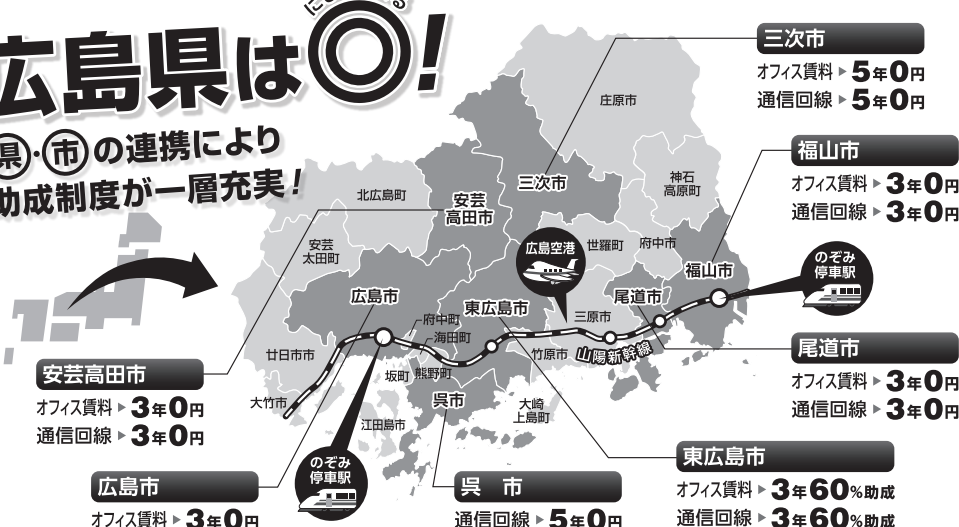 広島県は◎!
県・市の連携により
助成制度が一層充実!
三次市
オフィス賃料▶5年0円
通信回線▶5年0円
福山市
オフィス賃料▶3年0円
通信回線▶3年0円
のぞみ
停車駅
尾道市
オフィス賃料▶3年0円
通信回線▶3年0円
東広島市
オフィス賃料▶3年60%助成
通信回線▶3年60%助成
呉 市
通信回線▶5年0円
広島市
オフィス賃料▶3年0円
安芸高田市
オフィス賃料▶3年0円
通信回線▶3年0円
のぞみ
停車駅
庄原市
三次市
神石
高原町
北広島町
安芸
高田市
安芸
太田町
広島空港
世羅町
府中市
福山市
広島市
東広島市
尾道市
三原市
府中町
海田町
廿日市市
坂町
熊野町
竹原市
山陽新幹線
大竹市
呉市
大崎
上島町
江田島市